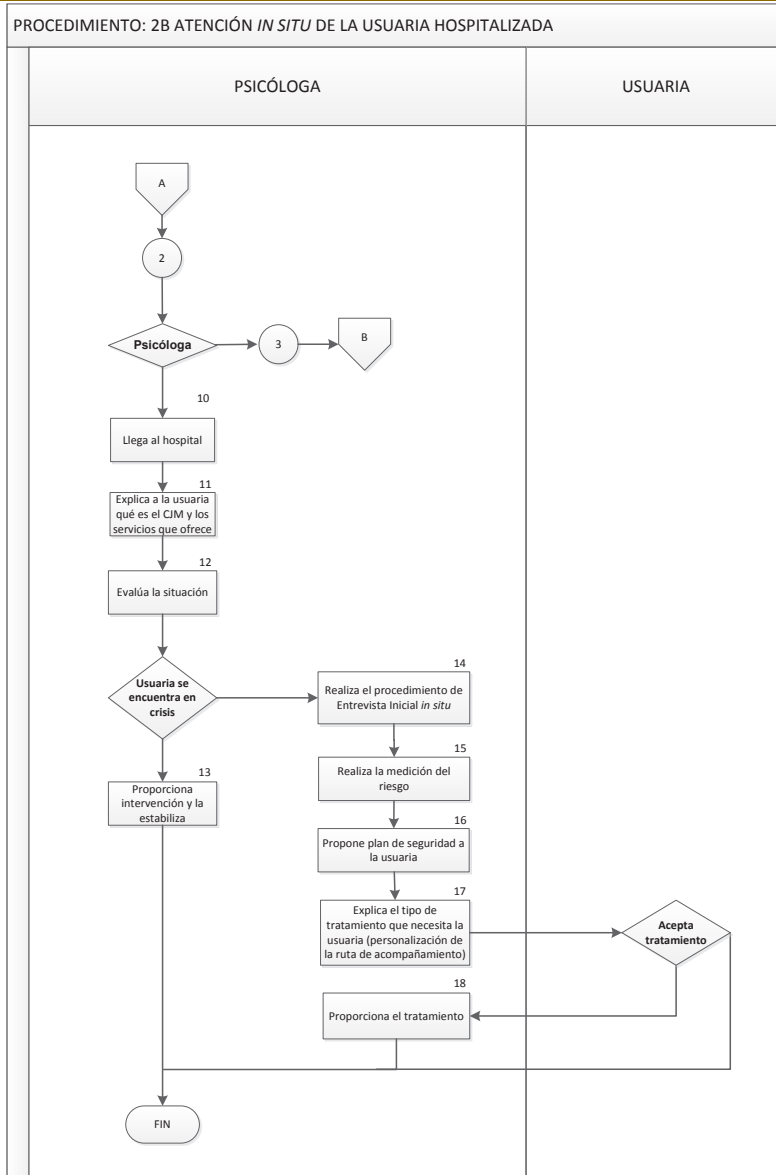 PROCEDIMIENTO: 2B ATENCIÓN IN SITU DE LA USUARIA HOSPITALIZADA
PSICÓLOGA
USUARIA
A
2
Psicóloga
3
B
10
Llega al hospital
11
Explica a la usuaria
qué es el CJM y los
servicios que ofrece
12
Evalúa la situación
Usuaria se
encuentra en
crisis
13
Proporciona
intervención y la
estabiliza
14
Realiza el procedimiento de
Entrevista Inicial in situ
15
Realiza la medición del
riesgo
16
Propone plan de seguridad a
la usuaria
17
Explica el tipo de
tratamiento que necesita la
usuaria (personalización de
la ruta de acompañamiento)
Acepta
tratamiento
18
Proporciona el tratamiento
FIN